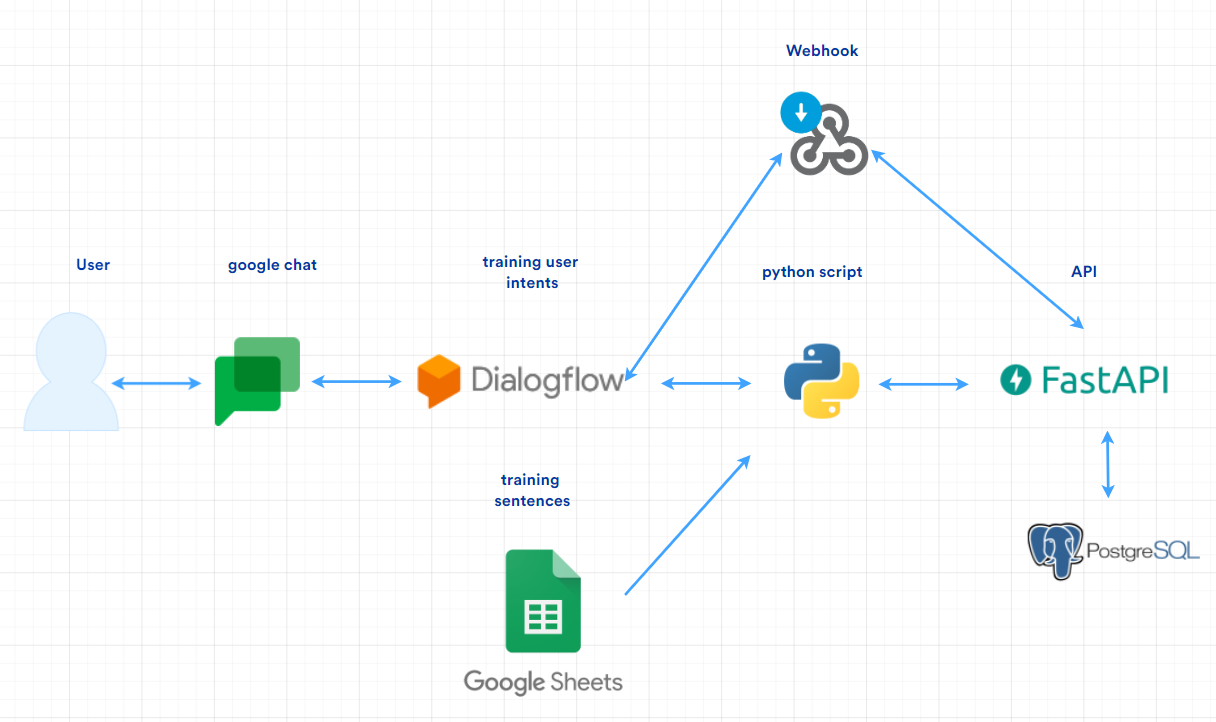 Webhook
User
google chat
training user
intents
python script
API
Dialogflow
FastAPI
training
sentences
PostgreSQL
Google Sheets